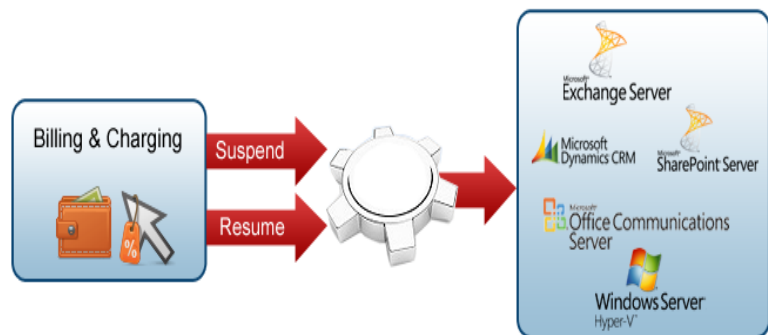 Billing & Charging
%
Suspend
Resume
Microsoft
Exchange Server
Microsoft
Dynamics CRM
Microsoft
SharePoint Server
Microsoft
Office Communications
Server
Windows Server
Hyper-V